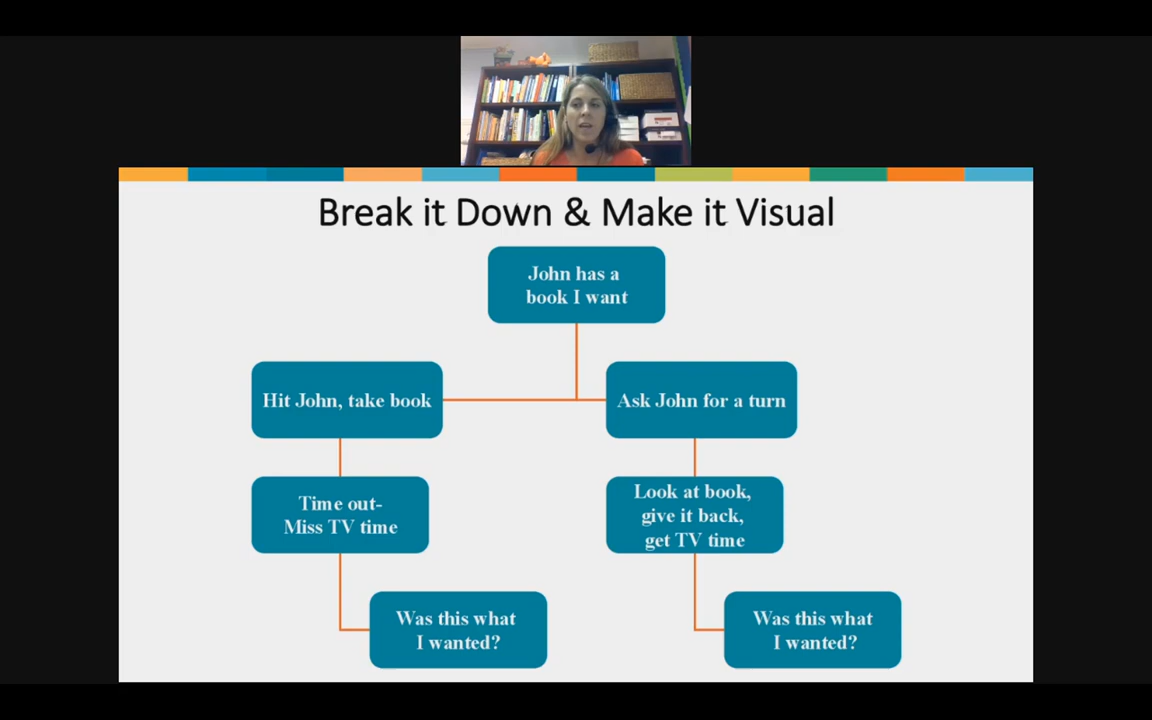 Break it Down & Make it Visual
John has a
book I want
Hit John, take book
Ask John for a turn
Time out-
Miss TV time
Look at book,
give it back,
get TV time
Was this what
I wanted?
Was this what
I wanted?